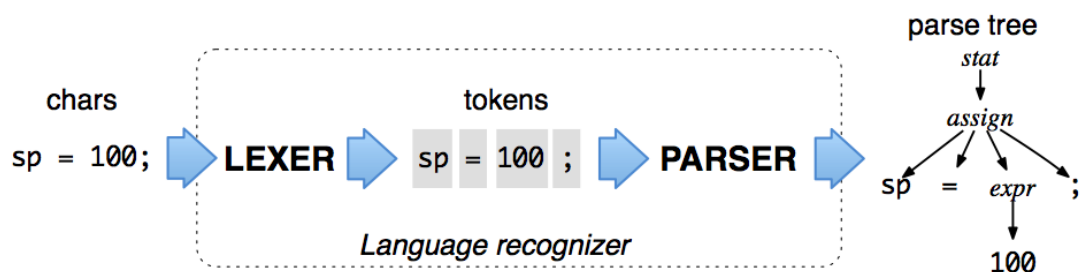 parse tree
stat
chars
tokens
assign
sp = 100;
LEXER
sp = 100 ;
PARSER
sp = expr ;
Language recognizer
100